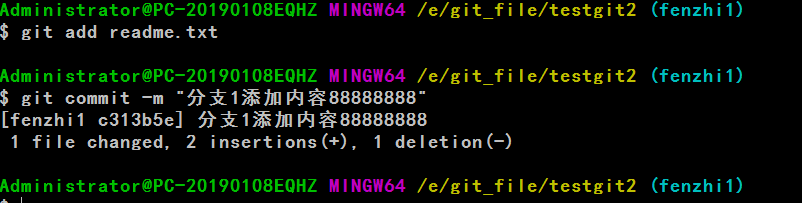 Administrator@PC-20190108EQHZ MINGW64 /e/git_file/testgit2 (fenzhi1)
$ git add readme.txt
Administrator@PC-20190108EQHZ MINGW64 /e/git_file/testgit2 (fenzhi1)
$ git commit -m "分支1添加内容88888888"
[fenzhi1 c313b5e] 分支1添加内容88888888
 1 file changed, 2 insertions(+), 1 deletion(-)
Administrator@PC-20190108EQHZ MINGW64 /e/git_file/testgit2 (fenzhi1)
$